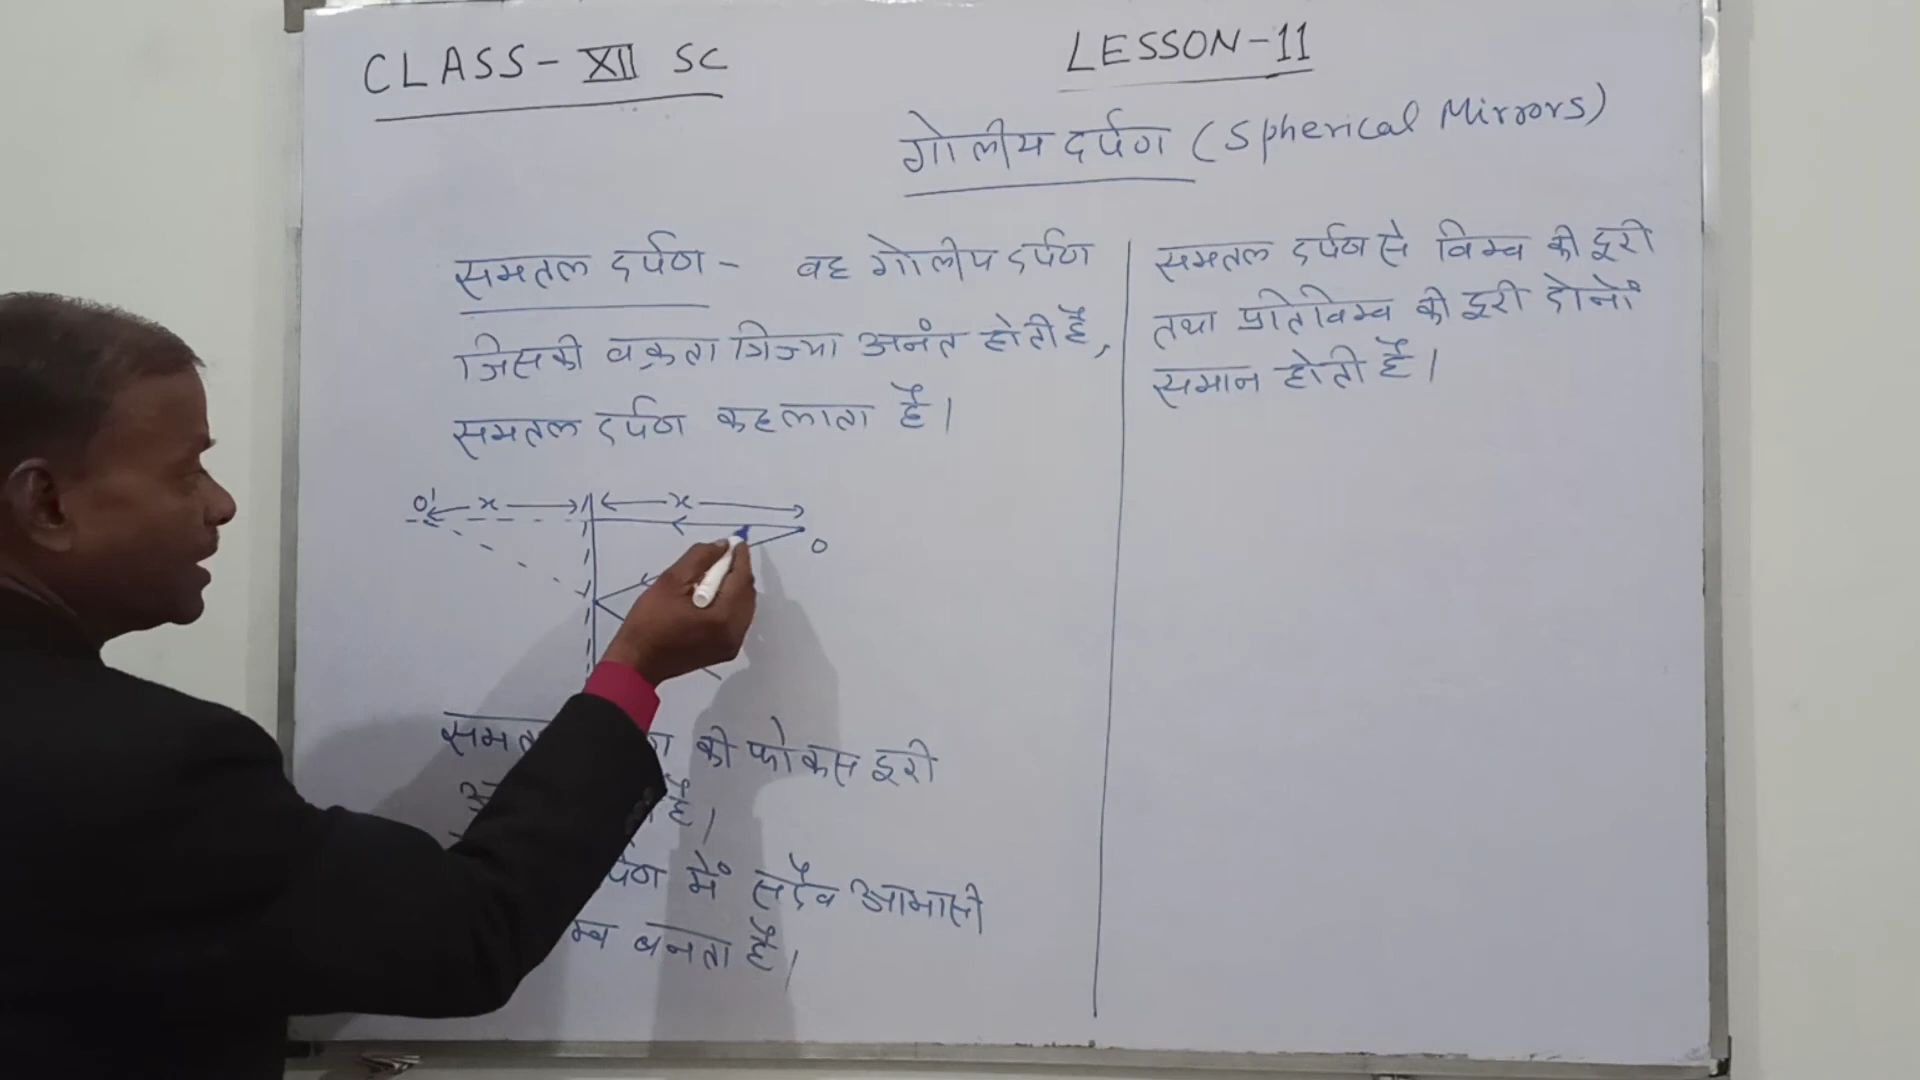 CLASS-XII SC
LESSON-11
गोलीय दर्पण (Spherical Mirrors)
समतल दर्पण - वह गोलीय दर्पण
जिसकी वक्रता त्रिज्या अनंत होती है,
समतल दर्पण कहलाता है।
O' x x
O
की फोकस दूरी
है।
में सदैव आभासी
बनता है।
समतल दर्पण से विम्व की दूरी
तथा प्रतिविम्व की दूरी दोनों
समान होती है।